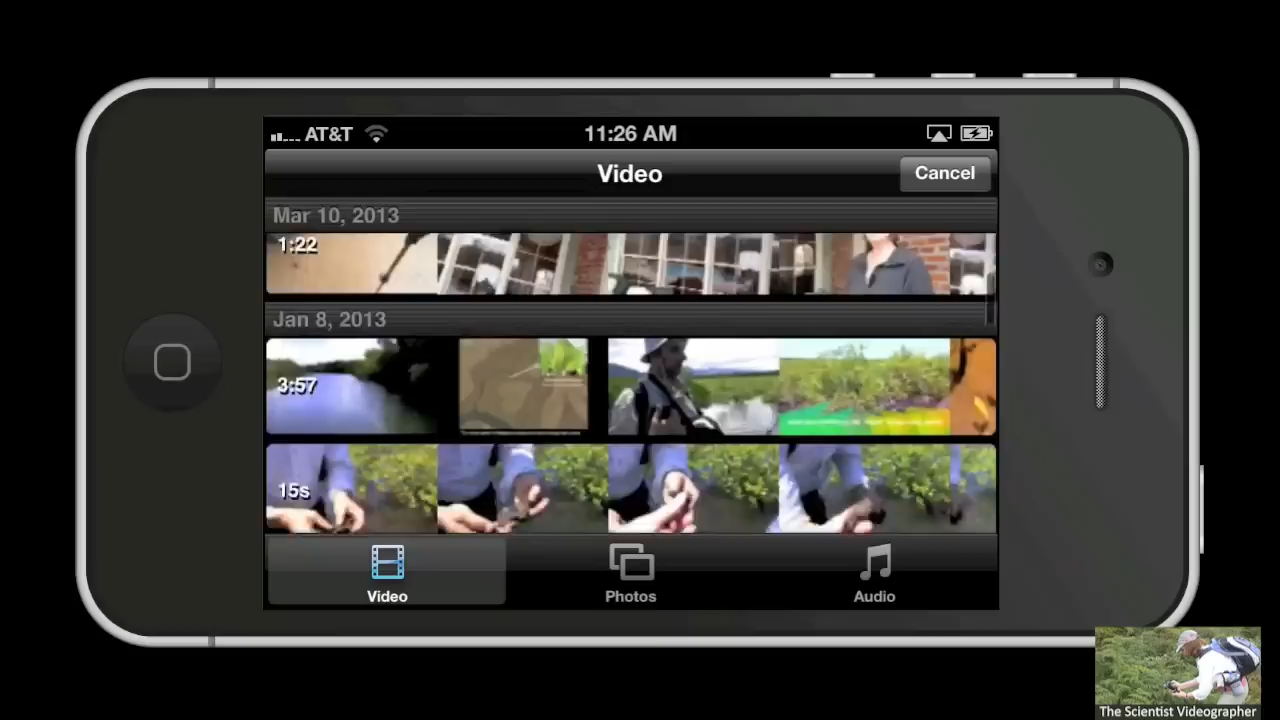 AT&T
11:26 AM
Video
Cancel
Mar 10, 2013
1:22
Jan 8, 2013
3:57
15s
Video
Photos
Audio
The Scientist Videographer